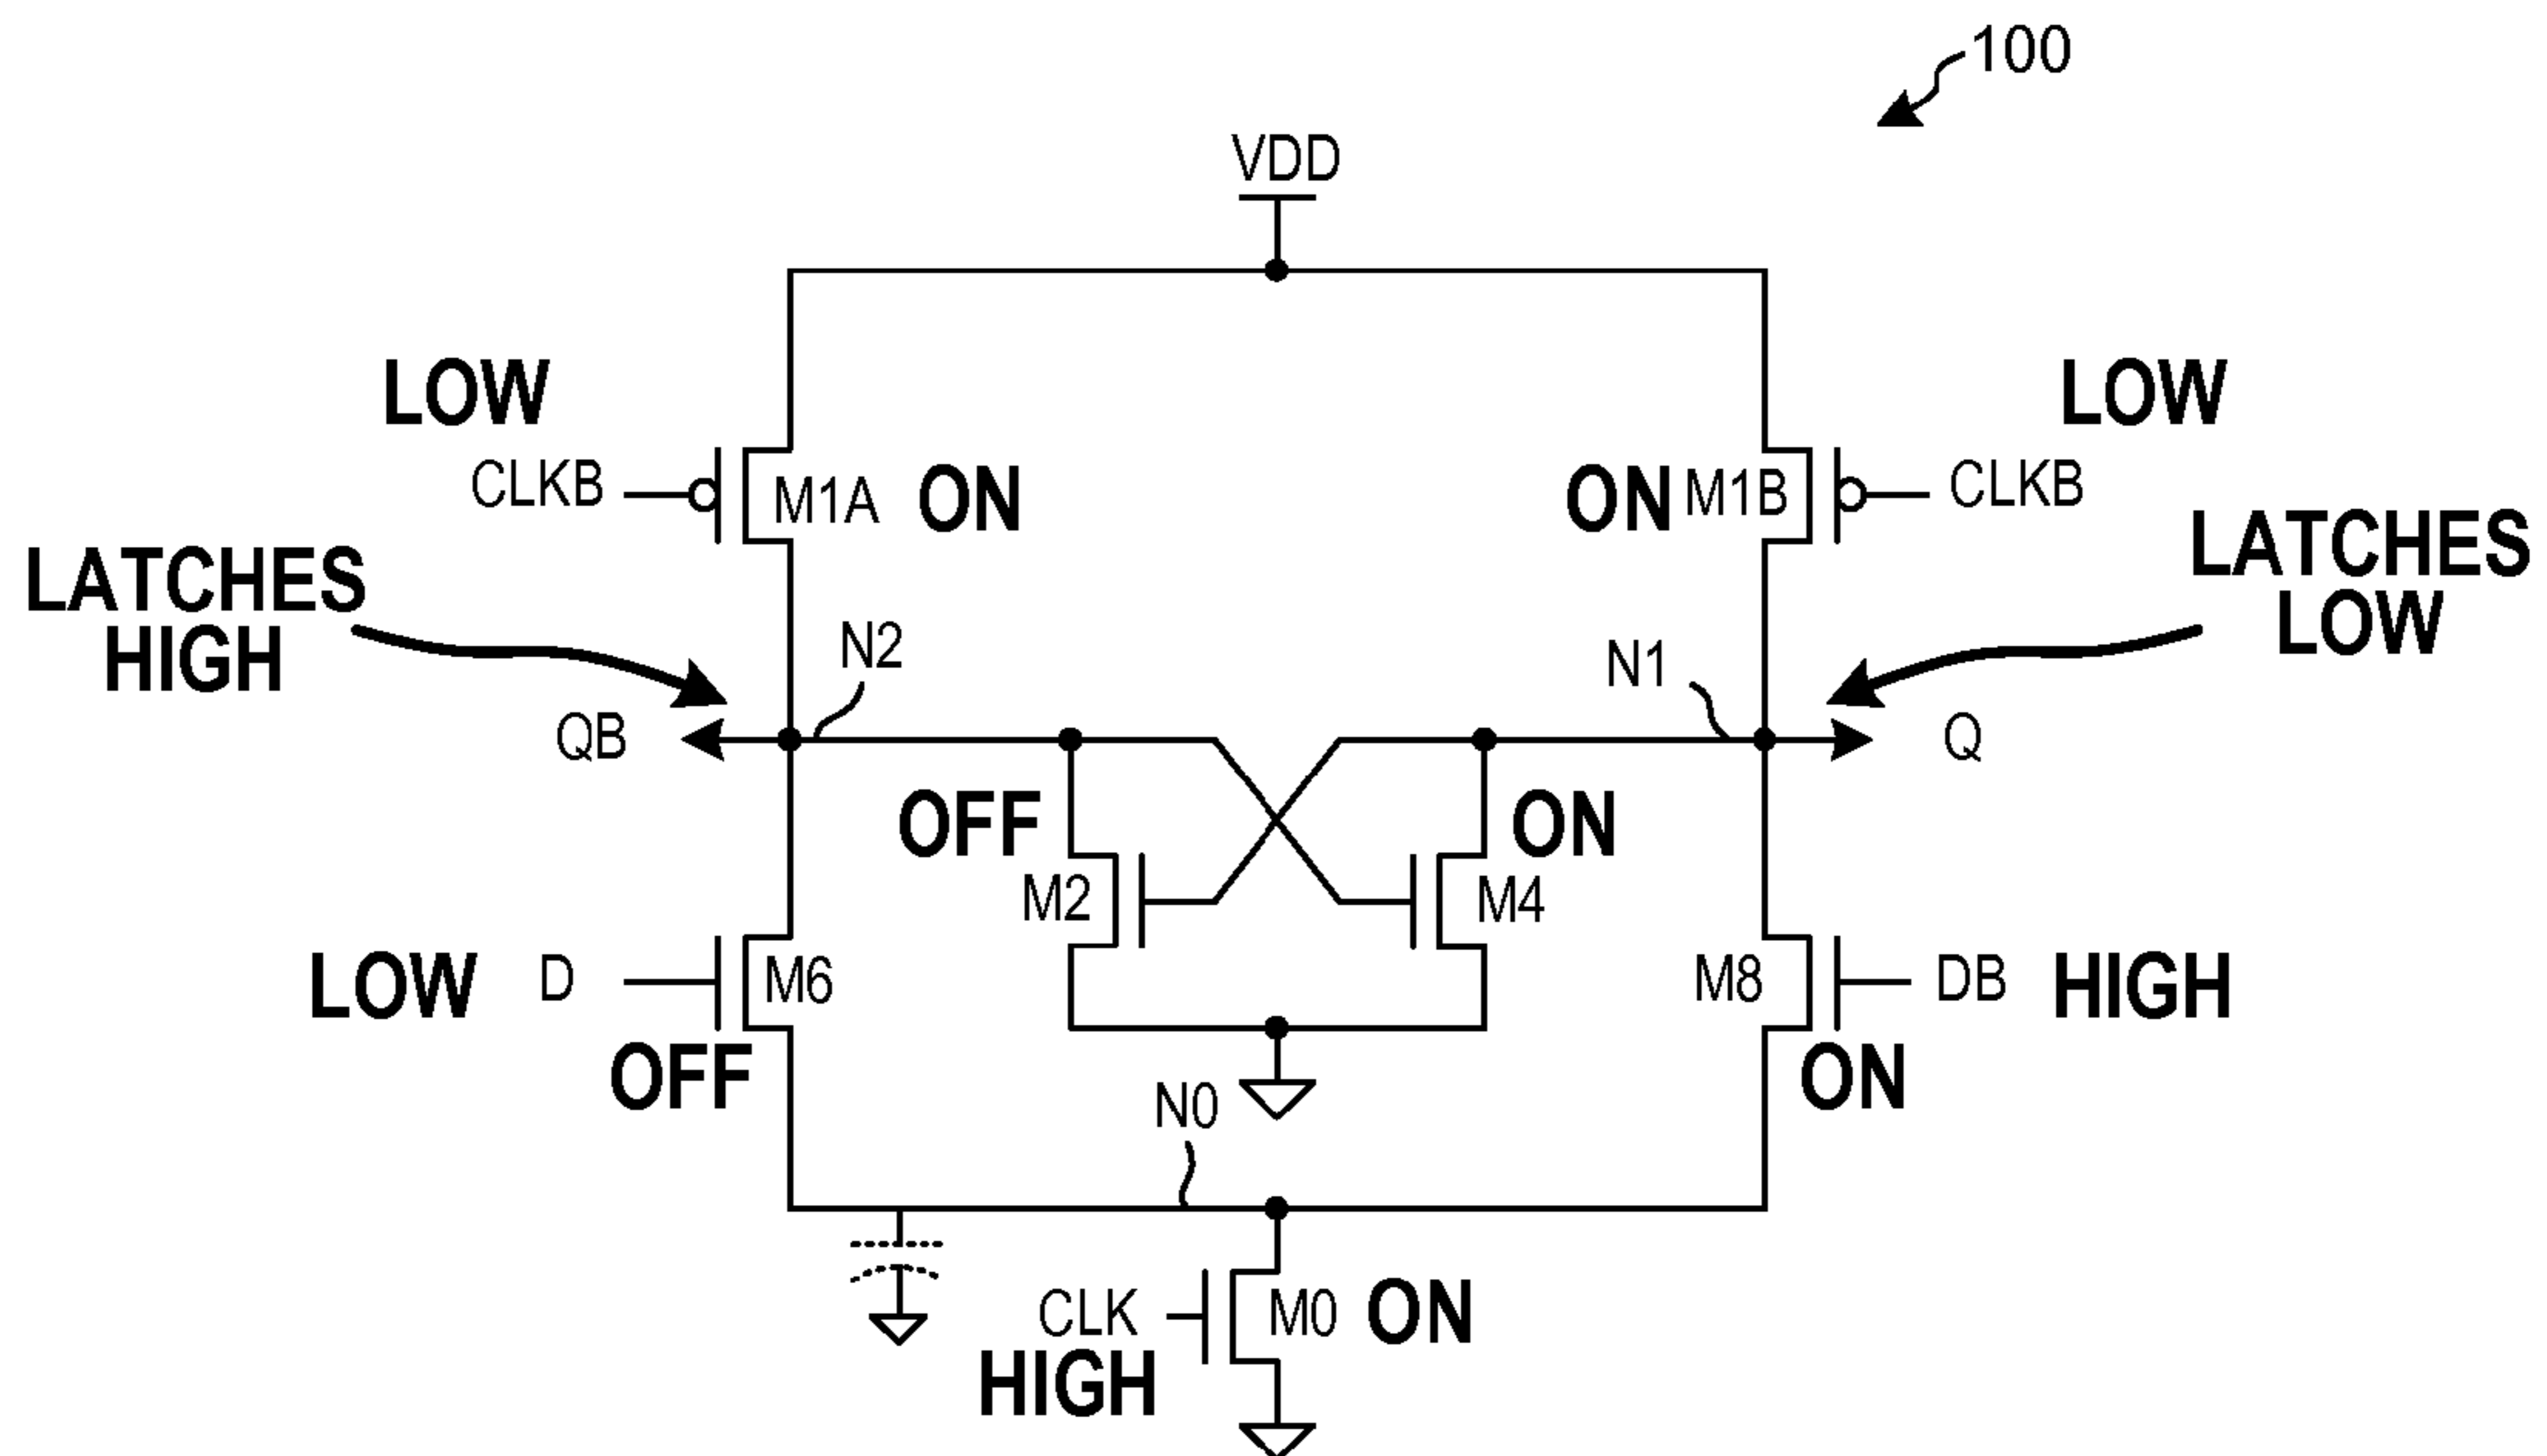 100
VDD
LOW
LOW
CLKB
M1A
ON
ON
M1B
CLKB
LATCHES
HIGH
LATCHES
LOW
N2
N1
QB
Q
OFF
ON
M2
M4
LOW
D
M6
M8
DB
HIGH
OFF
ON
N0
CLK
M0
ON
HIGH